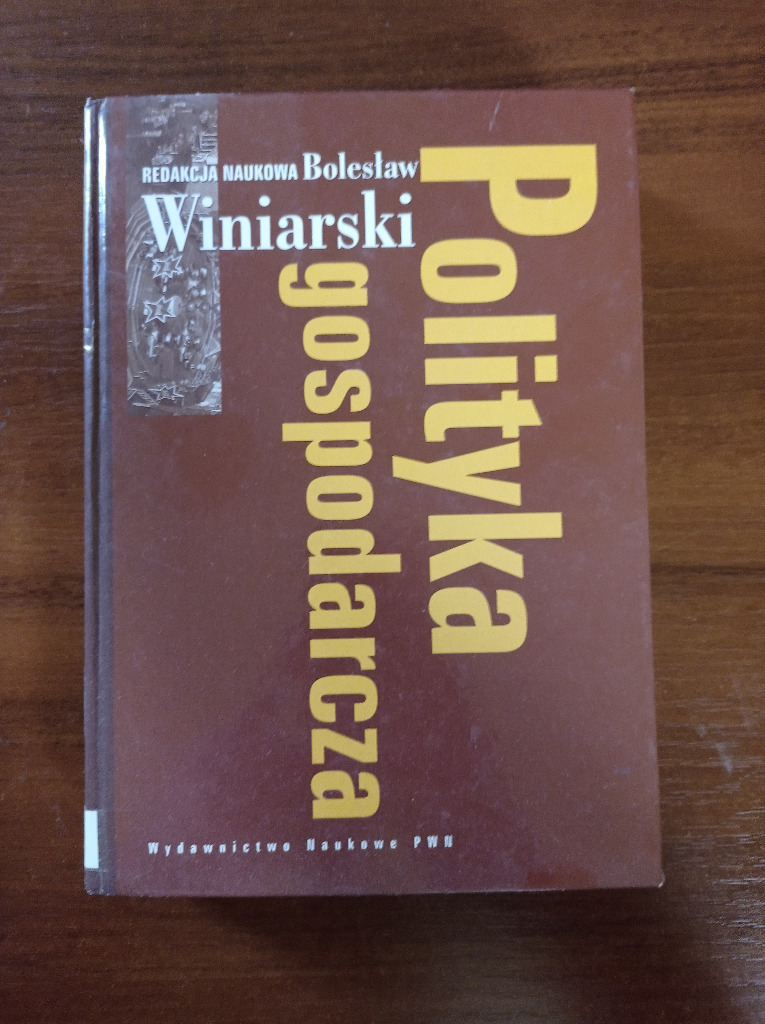 REDAKCJA NAUKOWA Bolesław
Winiarski
Polityka
gospodarcza
Wydawnictwo Naukowe PWN